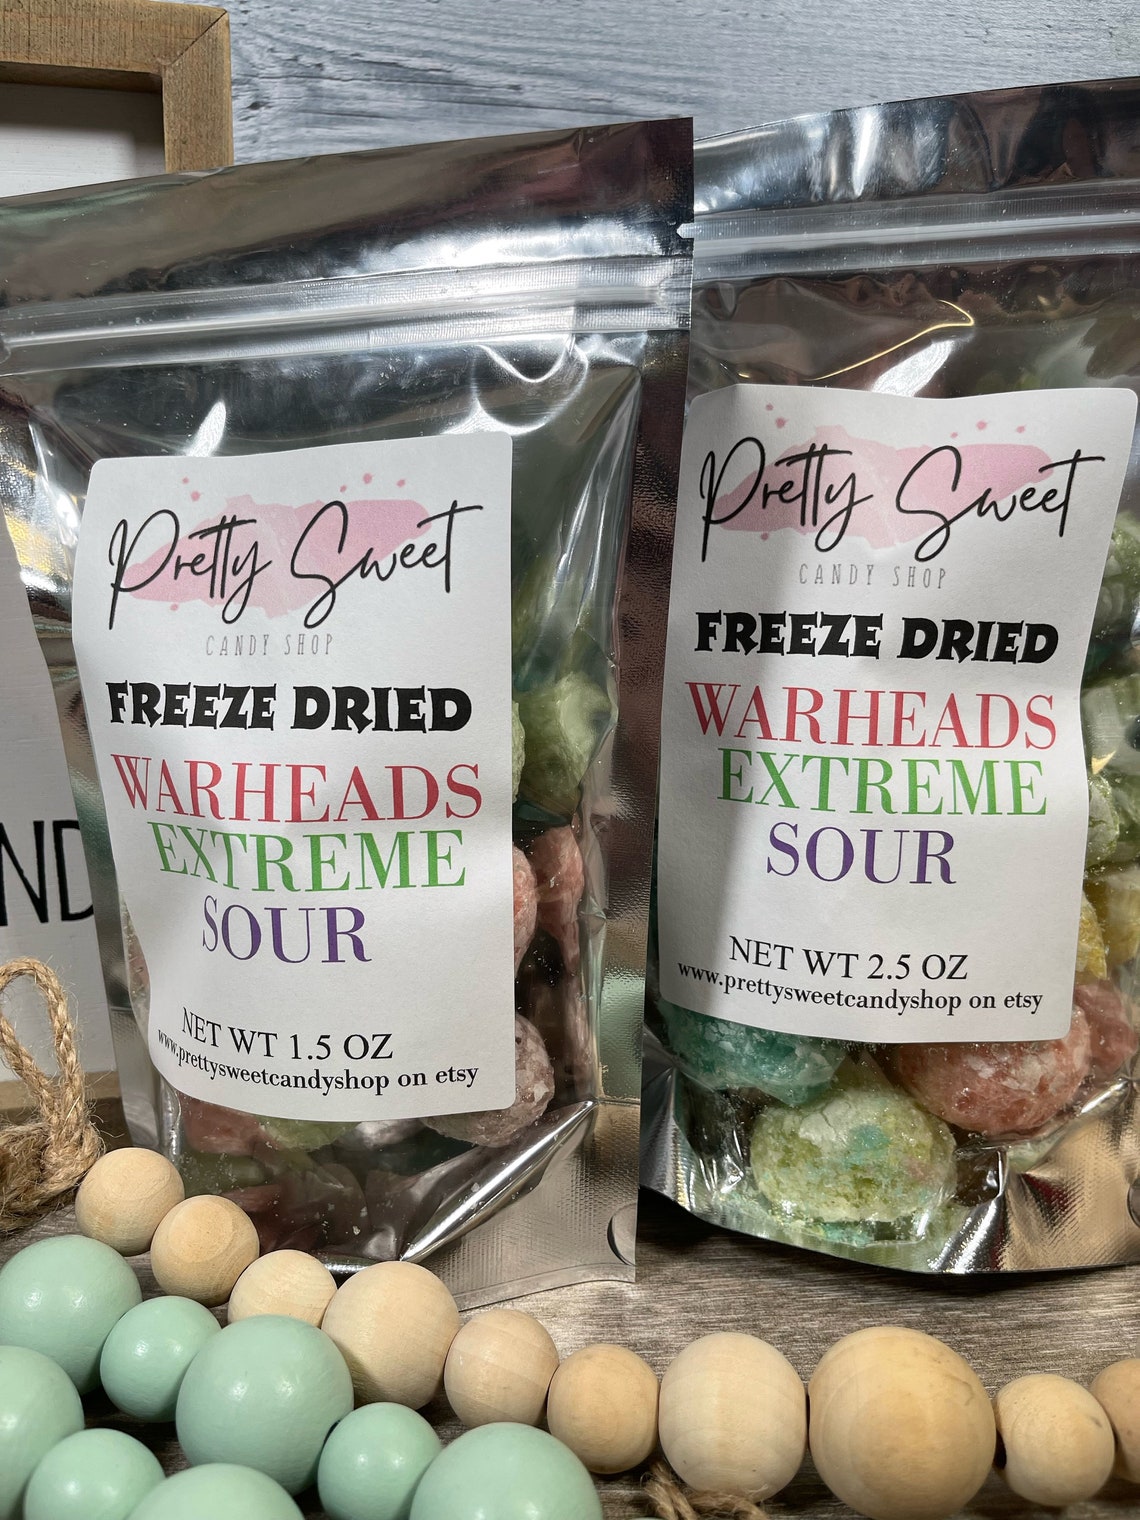 Pretty Sweet
CANDY SHOP
FREEZE DRIED
WARHEADS
EXTREME
SOUR
NET WT 1.5 OZ
www.prettysweetcandyshop on etsy
Pretty Sweet
CANDY SHOP
FREEZE DRIED
WARHEADS
EXTREME
SOUR
NET WT 2.5 OZ
www.prettysweetcandyshop on etsy